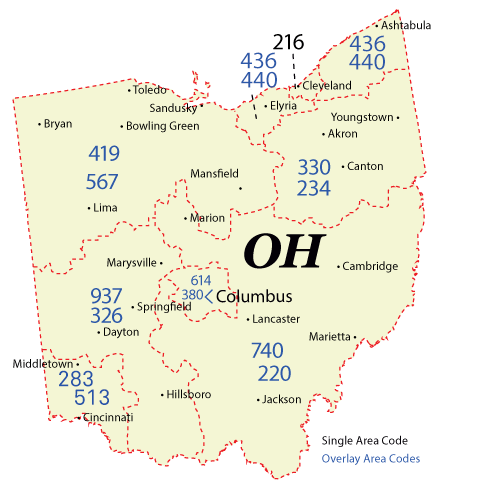 Ashtabula
216
436
440
436
440
Cleveland
Toledo
Sandusky
Elyria
Bryan
Bowling Green
Youngstown
Akron
419
567
Mansfield
330
234
Canton
Lima
Marion
OH
Marysville
Cambridge
614
380
Columbus
937
326
Springfield
Lancaster
Dayton
Marietta
740
220
Middletown
283
513
Hillsboro
Jackson
Cincinnati
Single Area Code
Overlay Area Codes